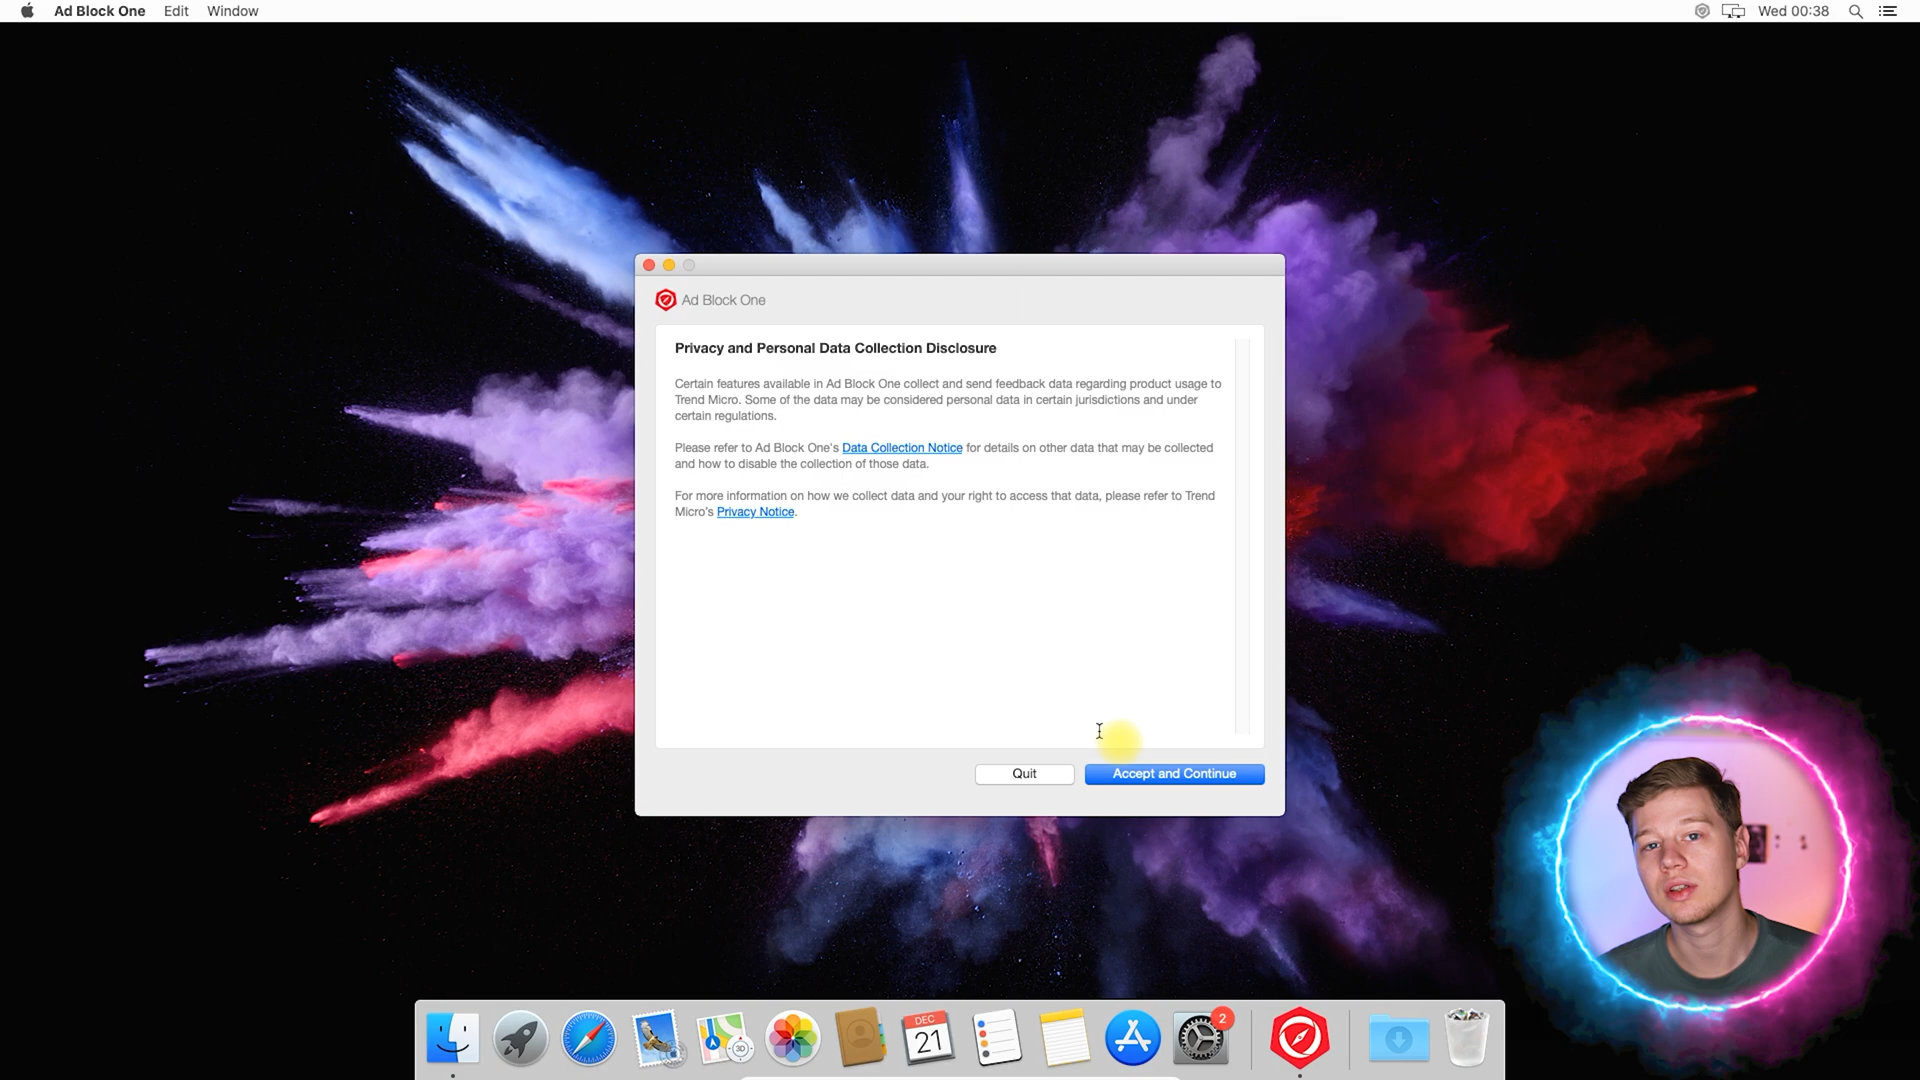 Ad Block One Edit Window
Wed 00:38
Ad Block One
Privacy and Personal Data Collection Disclosure
Certain features available in Ad Block One collect and send feedback data regarding product usage to
Trend Micro. Some of the data may be considered personal data in certain jurisdictions and under
certain regulations.
Please refer to Ad Block One's Data Collection Notice for details on other data that may be collected
and how to disable the collection of those data.
For more information on how we collect data and your right to access that data, please refer to Trend
Micro's Privacy Notice.
Quit Accept and Continue
DEC
21
3D
2